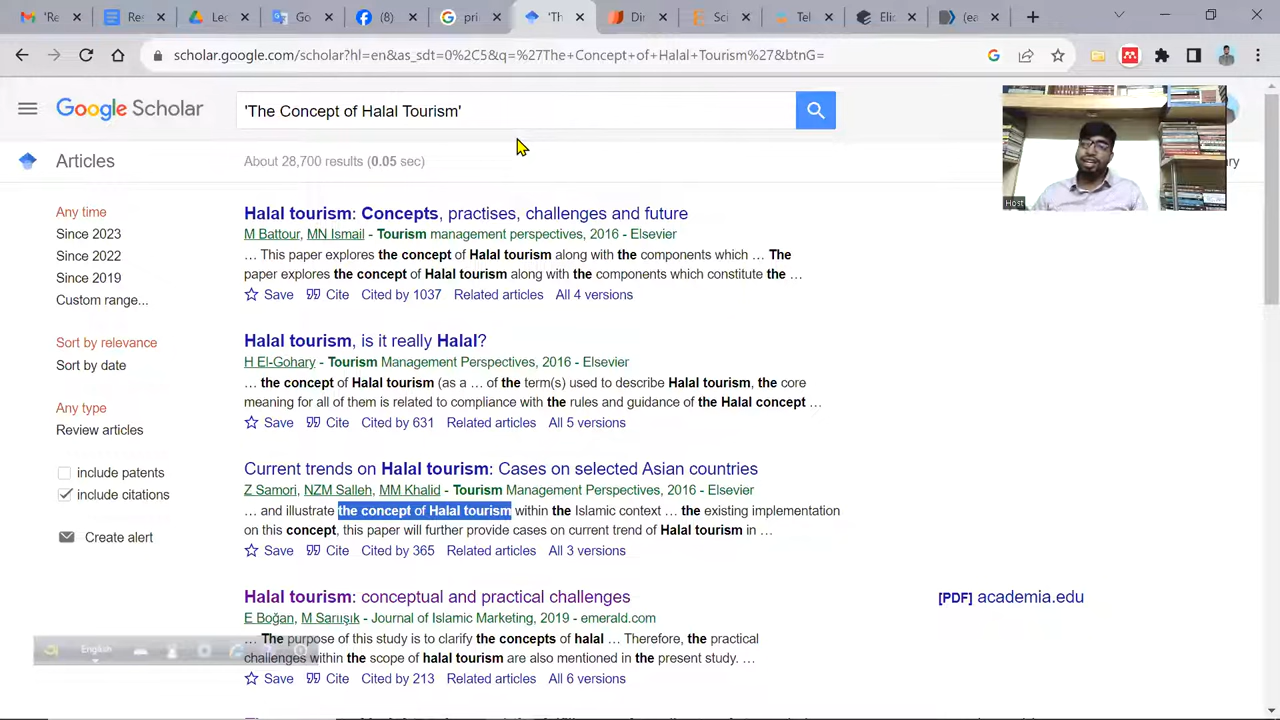 Lec
Res
Go
(8)
pri
'Th
Di
Sci
Tel
Elic
(ea
scholar.google.com/scholar?hl=en&as_sdt=0%2C5&q=%27The+Concept+of+Halal+Tourism%27&btnG=
Google Scholar
'The Concept of Halal Tourism'
Articles
About 28,700 results (0.05 sec)
Host
Any time
Since 2023
Since 2022
Since 2019
Custom range...
Sort by relevance
Sort by date
Any type
Review articles
include patents
include citations
Create alert
Halal tourism: Concepts, practises, challenges and future
M Battour, MN Ismail - Tourism management perspectives, 2016 - Elsevier
… This paper explores the concept of Halal tourism along with the components which … The
paper explores the concept of Halal tourism along with the components which constitute the …
Save Cite Cited by 1037 Related articles All 4 versions
Halal tourism, is it really Halal?
H El-Gohary - Tourism Management Perspectives, 2016 - Elsevier
… the concept of Halal tourism (as a … of the term(s) used to describe Halal tourism, the core
meaning for all of them is related to compliance with the rules and guidance of the Halal concept …
Save Cite Cited by 631 Related articles All 5 versions
Current trends on Halal tourism: Cases on selected Asian countries
Z Samori, NZM Salleh, MM Khalid - Tourism Management Perspectives, 2016 - Elsevier
… and illustrate the concept of Halal tourism within the Islamic context … the existing implementation
on this concept, this paper will further provide cases on current trend of Halal tourism in …
Save Cite Cited by 365 Related articles All 3 versions
Halal tourism: conceptual and practical challenges
E Boğan, M Sarıışık - Journal of Islamic Marketing, 2019 - emerald.com
… The purpose of this study is to clarify the concepts of halal … Therefore, the practical
challenges within the scope of halal tourism are also mentioned in the present study. …
Save Cite Cited by 213 Related articles All 6 versions
[PDF] academia.edu
English